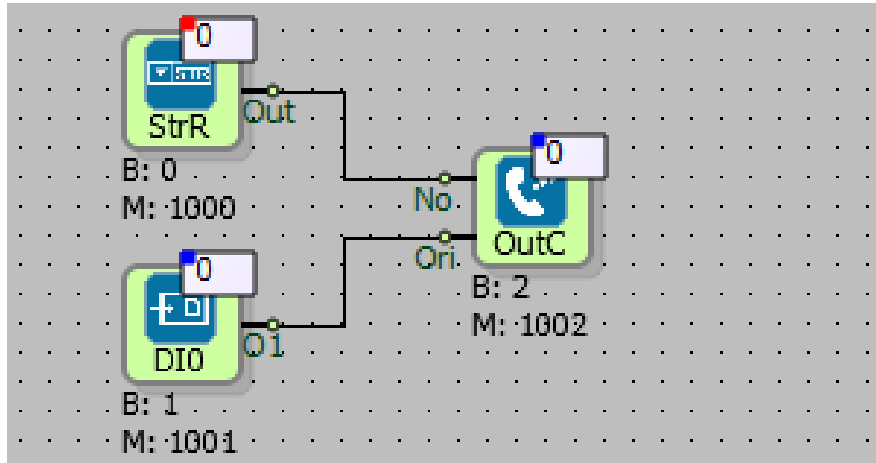 0
STR
StrR
Out
B: 0
M: 1000
0
No
Ori
OutC
B: 2
M: 1002
0
O1
DI0
B: 1
M: 1001